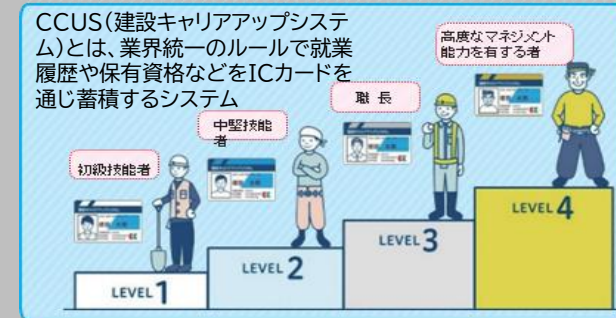 CCUS(建設キャリアアップシステ
ム)とは、業界統一のルールで就業
履歴や保有資格などをICカードを
通じ蓄積するシステム
高度なマネジメント
能力を有する者
職長
中堅技能
者
初級技能者
LEVEL 1
LEVEL 2
LEVEL 3
LEVEL 4